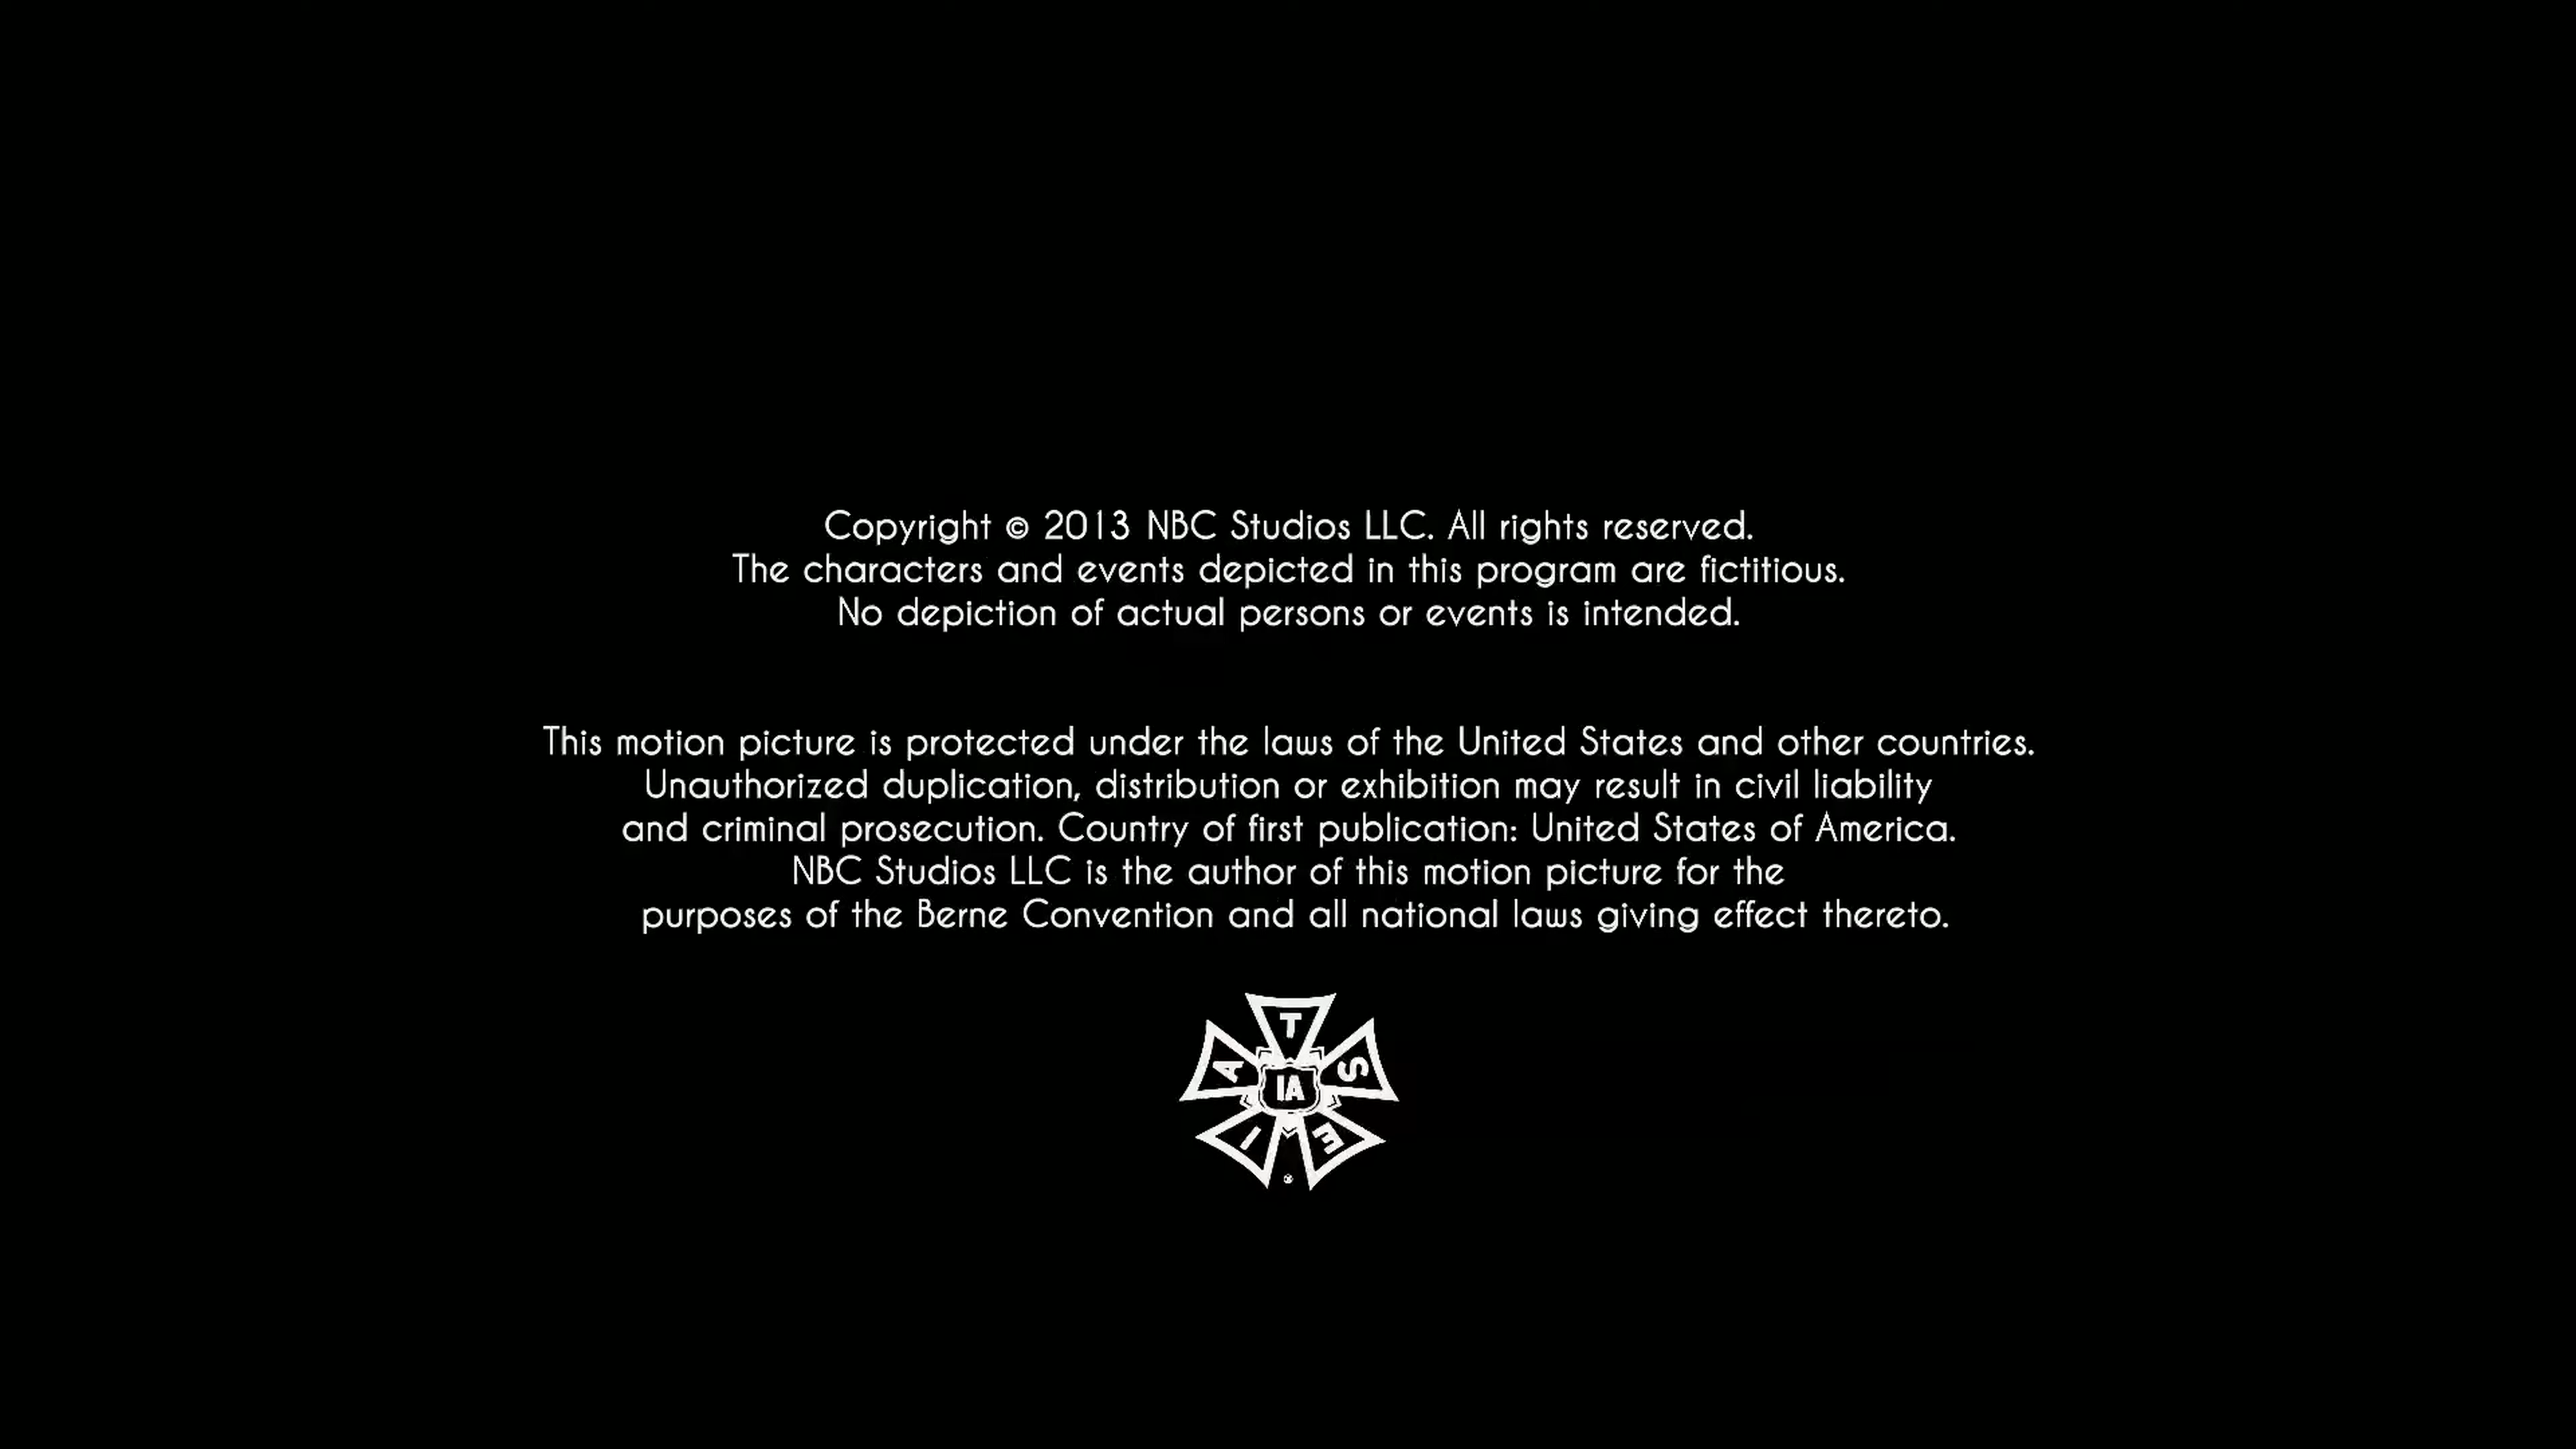 Copyright © 2013 NBC Studios LLC. All rights reserved.
The characters and events depicted in this program are fictitious.
No depiction of actual persons or events is intended.
This motion picture is protected under the laws of the United States and other countries.
Unauthorized duplication, distribution or exhibition may result in civil liability
and criminal prosecution. Country of first publication: United States of America.
NBC Studios LLC is the author of this motion picture for the
purposes of the Berne Convention and all national laws giving effect thereto.
I A T S E
IA